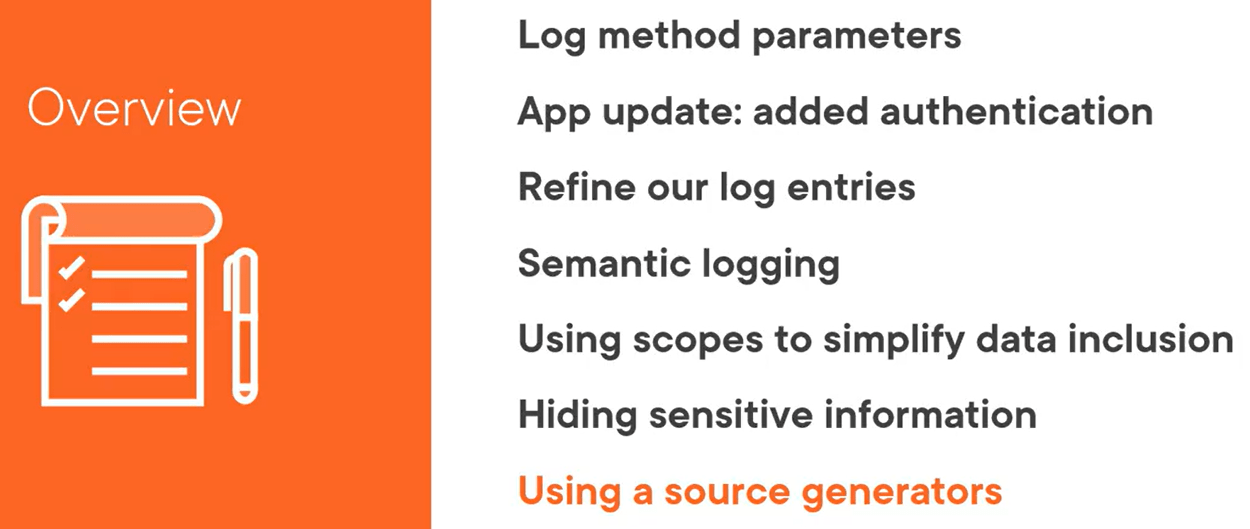 Overview
Log method parameters
App update: added authentication
Refine our log entries
Semantic logging
Using scopes to simplify data inclusion
Hiding sensitive information
Using a source generators